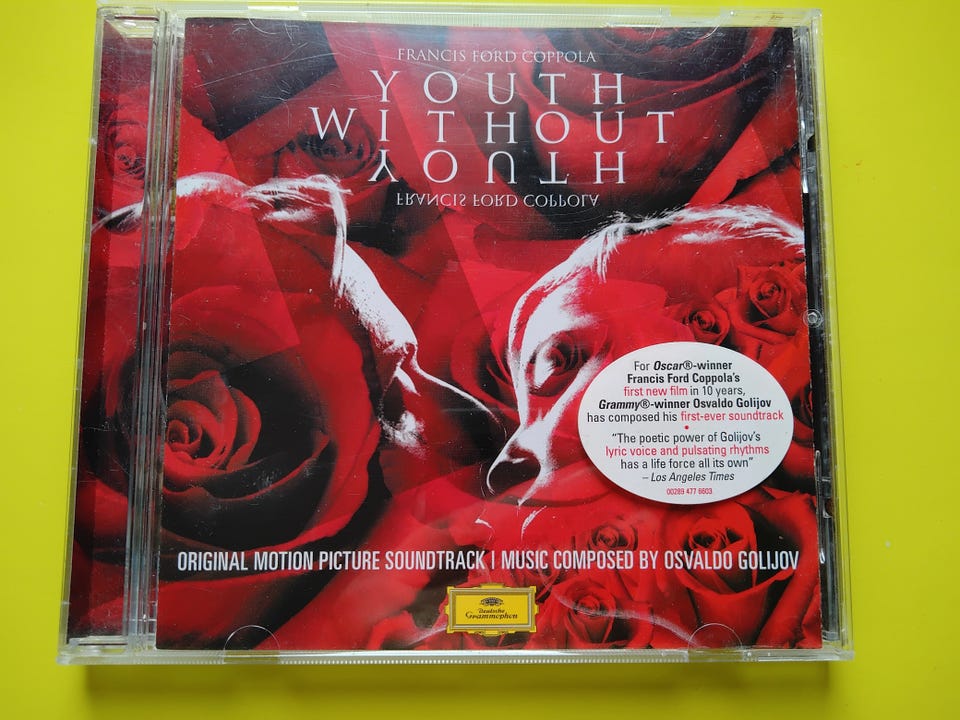 FRANCIS FORD COPPOLA
YOUTH
WITHOUT
YOUTH
FRANCIS FORD COPPOLA
For Oscar®-winner
Francis Ford Coppola's
first new film in 10 years,
Grammy®-winner Osvaldo Golijov
has composed his first-ever soundtrack
•
"The poetic power of Golijov's
lyric voice and pulsating rhythms
has a life force all its own"
– Los Angeles Times
00289 477 6603
ORIGINAL MOTION PICTURE SOUNDTRACK | MUSIC COMPOSED BY OSVALDO GOLIJOV
Deutsche
Grammophon